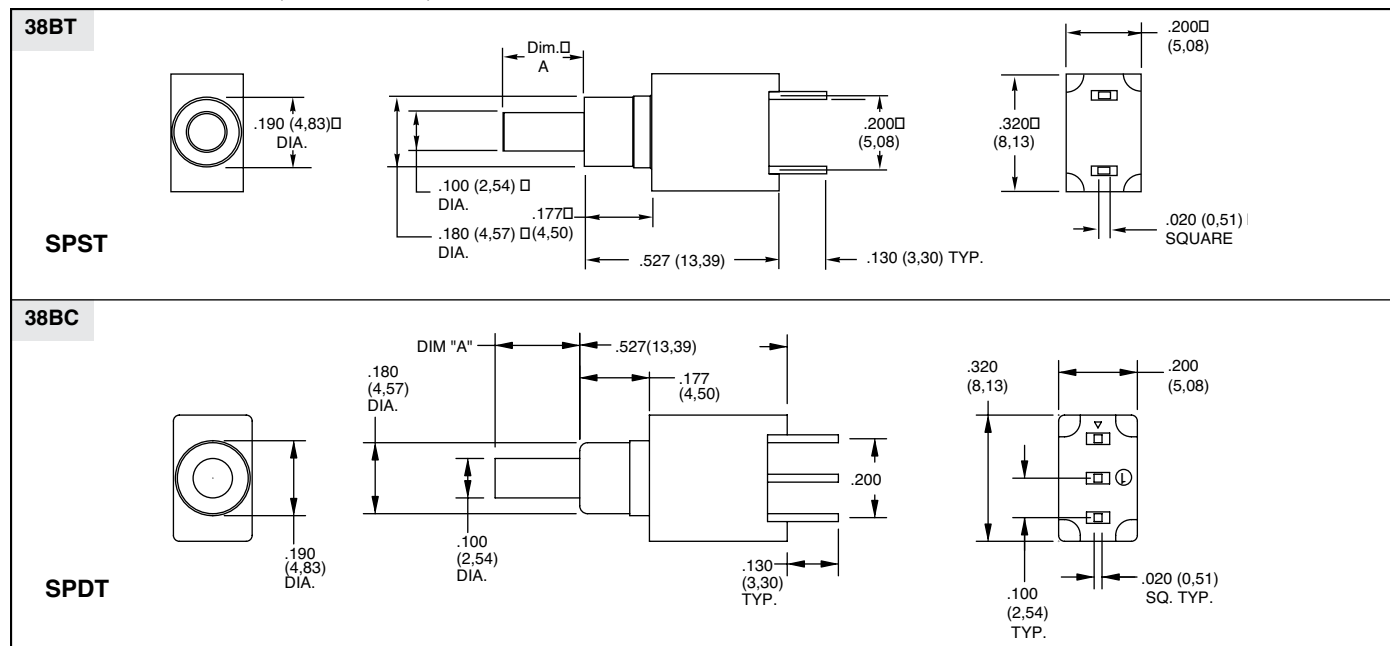 38BT
Dim.
A
.190 (4,83)
DIA.
.100 (2,54)
DIA.
.180 (4,57)
DIA.
.177
(4,50)
.527 (13,39)
.200
(5,08)
.130 (3,30) TYP.
.200
(5,08)
.320
(8,13)
.020 (0,51)
SQUARE
SPST
38BC
DIM "A"
.527(13,39)
.177
(4,50)
.180
(4,57)
DIA.
.190
(4,83)
DIA.
.100
(2,54)
DIA.
.200
.130
(3,30)
TYP.
.320
(8,13)
.200
(5,08)
.100
(2,54)
TYP.
.020 (0,51)
SQ. TYP.
SPDT